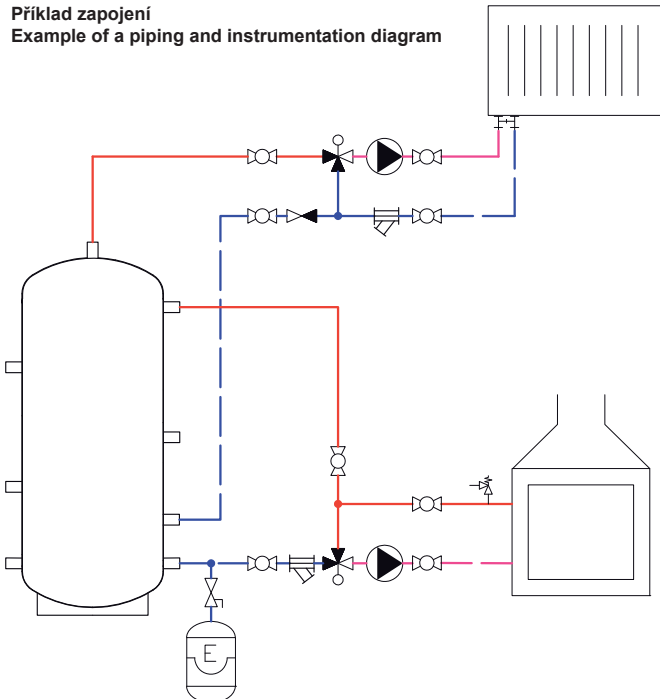 Příklad zapojení
Example of a piping and instrumentation diagram
E